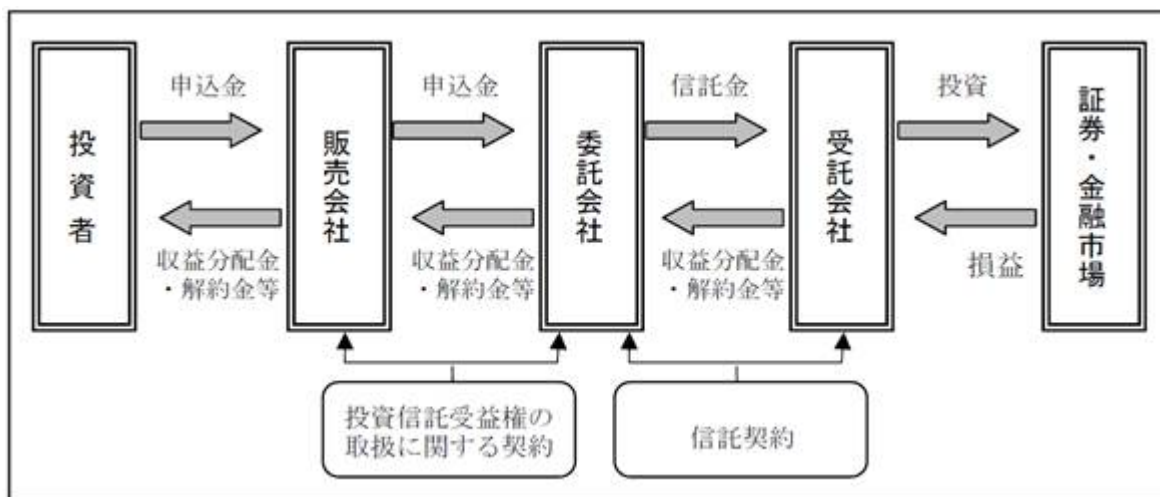 投資者
申込金
収益分配金
・解約金等
販売会社
申込金
収益分配金
・解約金等
委託会社
信託金
収益分配金
・解約金等
受託会社
投資
損益
証券・金融市場
投資信託受益権の
取扱に関する契約
信託契約